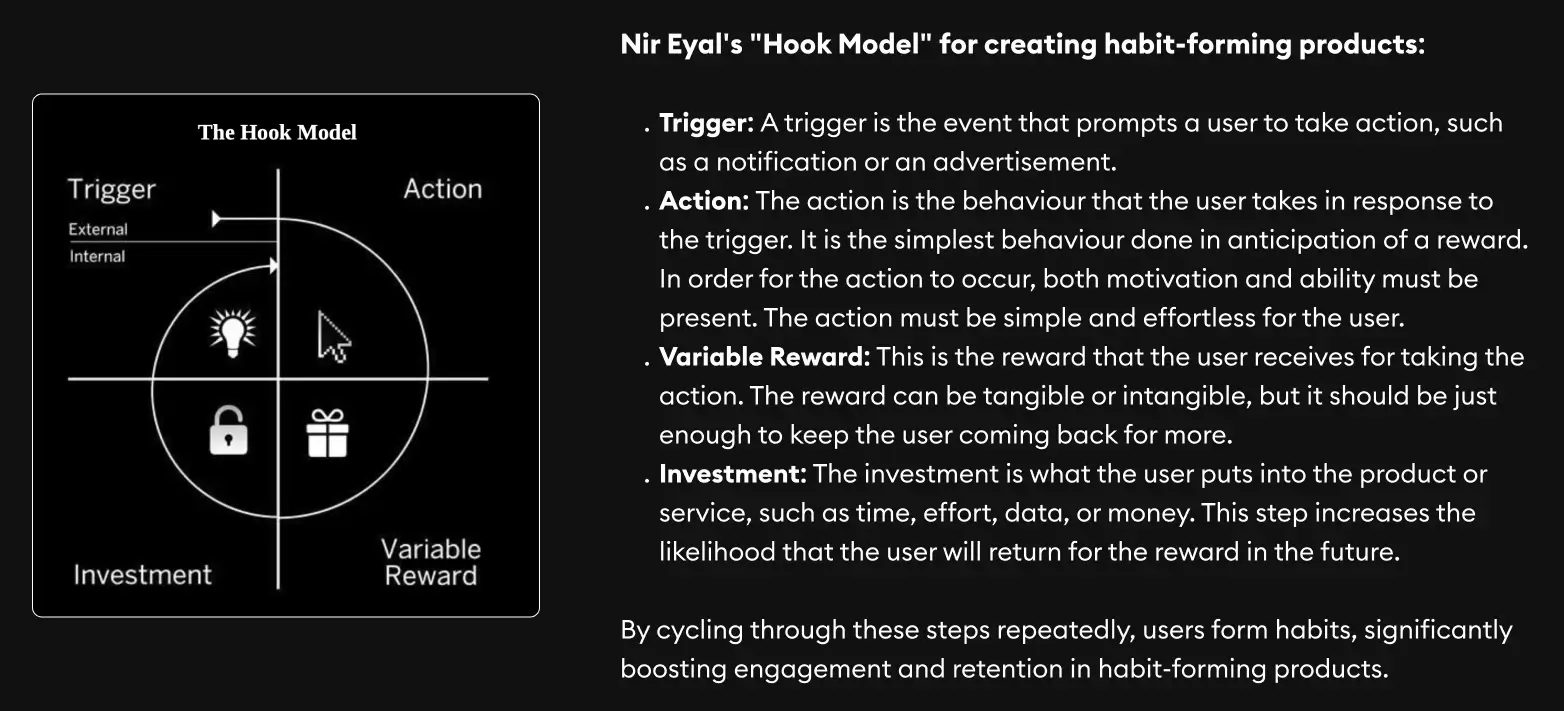 The Hook Model
Trigger
Action
External
Internal
Investment
Variable
Reward
Nir Eyal's "Hook Model" for creating habit-forming products:
. Trigger: A trigger is the event that prompts a user to take action, such
as a notification or an advertisement.
. Action: The action is the behaviour that the user takes in response to
the trigger. It is the simplest behaviour done in anticipation of a reward.
In order for the action to occur, both motivation and ability must be
present. The action must be simple and effortless for the user.
. Variable Reward: This is the reward that the user receives for taking the
action. The reward can be tangible or intangible, but it should be just
enough to keep the user coming back for more.
. Investment: The investment is what the user puts into the product or
service, such as time, effort, data, or money. This step increases the
likelihood that the user will return for the reward in the future.
By cycling through these steps repeatedly, users form habits, significantly
boosting engagement and retention in habit-forming products.